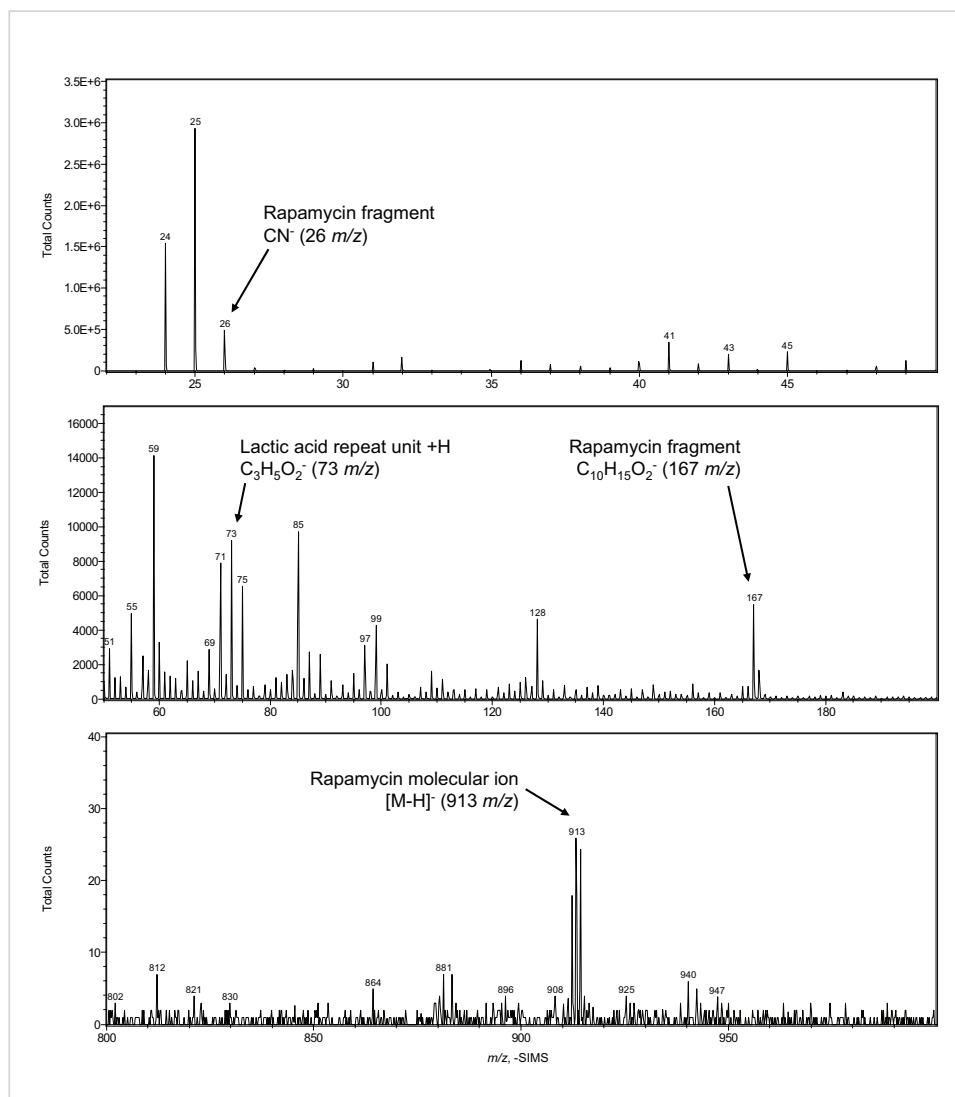 3.5E+6
3.0E+6
2.5E+6
2.0E+6
1.5E+6
1.0E+6
5.0E+5
0
Total Counts
24
25
26
41
43
45
Rapamycin fragment
CN⁻ (26 m/z)
25 30 35 40 45
16000
14000
12000
10000
8000
6000
4000
2000
0
Total Counts
51
55
59
69
71
73
75
85
97
99
128
167
Lactic acid repeat unit +H
C₃H₅O₂⁻ (73 m/z)
Rapamycin fragment
C₁₀H₁₅O₂⁻ (167 m/z)
60 80 100 120 140 160 180
40
30
20
10
0
Total Counts
802
812
821
830
864
881
896
908
913
925
940
947
Rapamycin molecular ion
[M-H]⁻ (913 m/z)
800 850 900 950
m/z, -SIMS